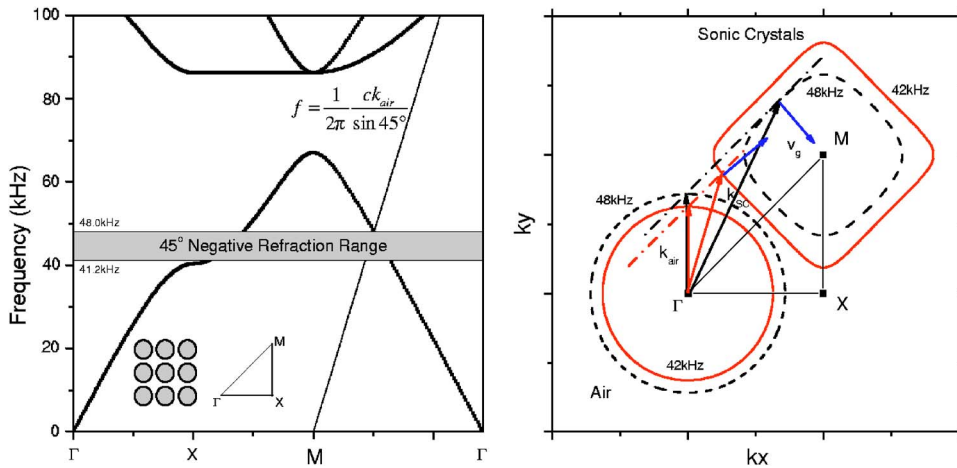 100
80
60
40
20
0
Frequency (kHz)
f = 1/2π ck_air/sin 45°
48.0kHz
45° Negative Refraction Range
41.2kHz
M
Γ
X
Γ
X
M
Γ
Sonic Crystals
48kHz
42kHz
M
v_g
48kHz
k_SC
k_air
Γ
X
42kHz
Air
ky
kx